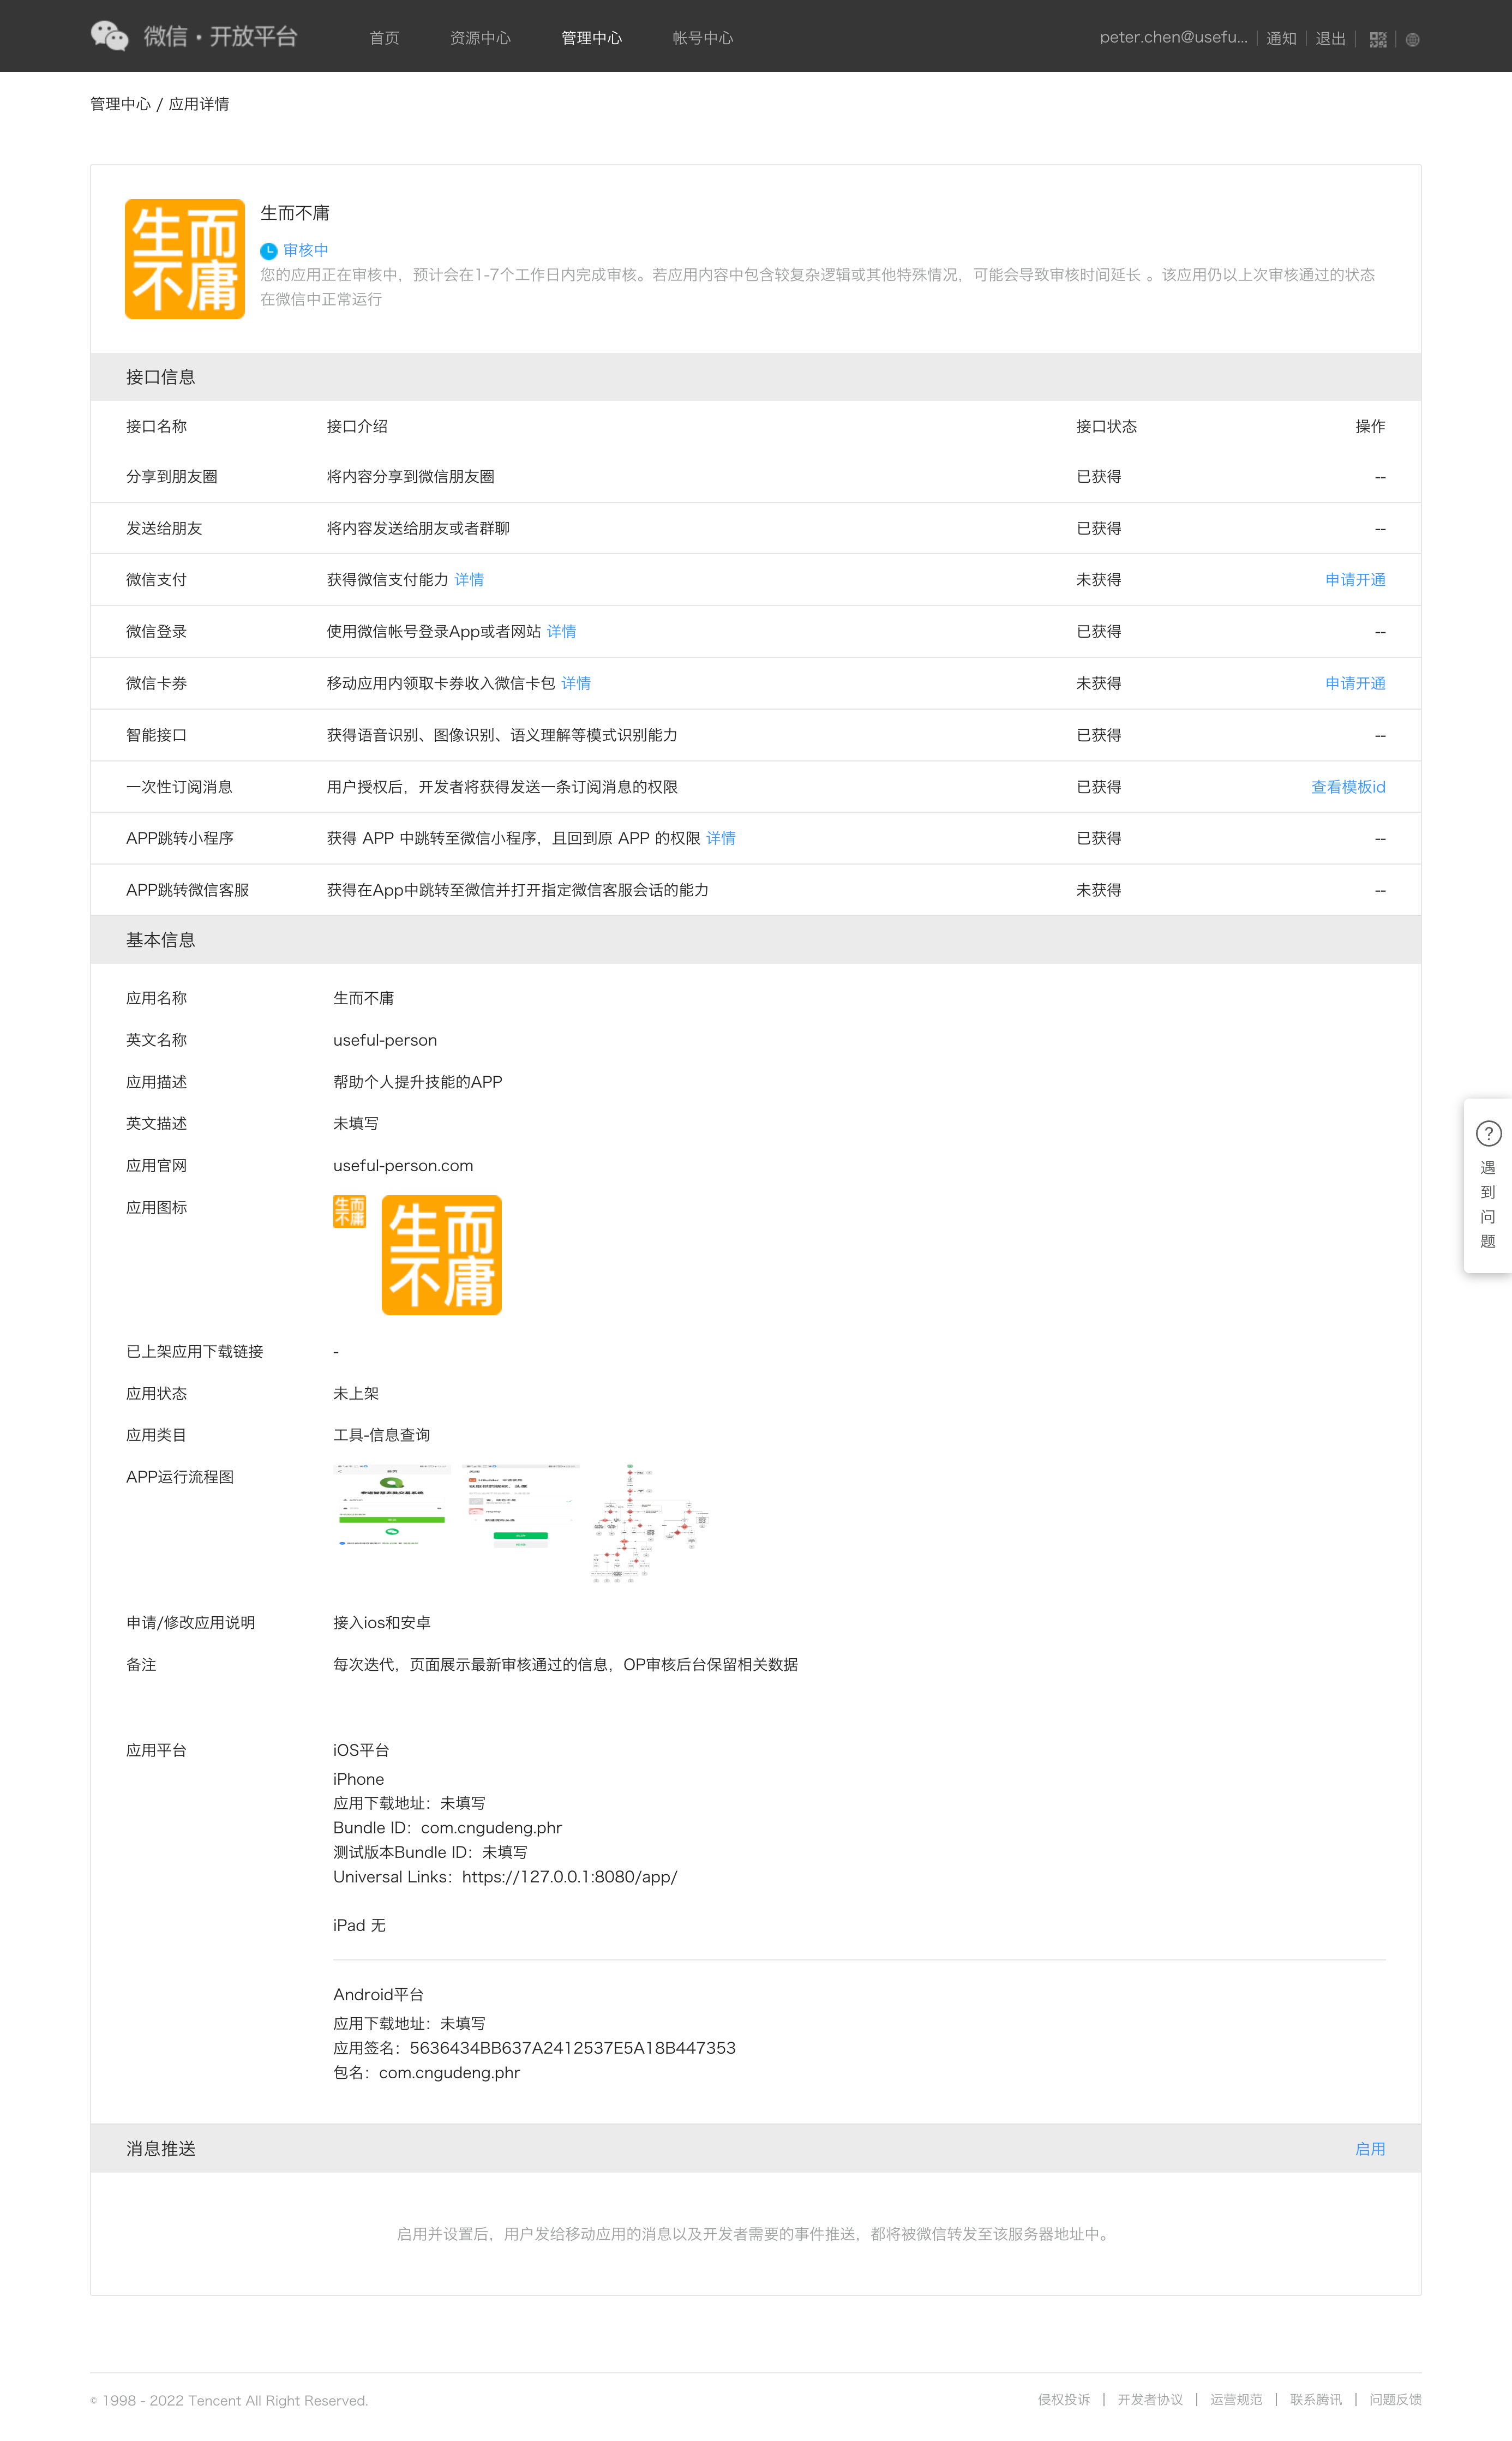 微信·开放平台 首页 资源中心 管理中心 帐号中心 peter.chen@usefu... 通知 退出
管理中心 / 应用详情
生而不庸
生而不庸
审核中
您的应用正在审核中，预计会在1-7个工作日内完成审核。若应用内容中包含较复杂逻辑或其他特殊情况，可能会导致审核时间延长 。该应用仍以上次审核通过的状态
在微信中正常运行
接口信息
接口名称 接口介绍 接口状态 操作
分享到朋友圈 将内容分享到微信朋友圈 已获得 --
发送给朋友 将内容发送给朋友或者群聊 已获得 --
微信支付 获得微信支付能力 详情 未获得 申请开通
微信登录 使用微信帐号登录App或者网站 详情 已获得 --
微信卡券 移动应用内领取卡券收入微信卡包 详情 未获得 申请开通
智能接口 获得语音识别、图像识别、语义理解等模式识别能力 已获得 --
一次性订阅消息 用户授权后，开发者将获得发送一条订阅消息的权限 已获得 查看模板id
APP跳转小程序 获得 APP 中跳转至微信小程序，且回到原 APP 的权限 详情 已获得 --
APP跳转微信客服 获得在App中跳转至微信并打开指定微信客服会话的能力 未获得 --
基本信息
应用名称 生而不庸
英文名称 useful-person
应用描述 帮助个人提升技能的APP
英文描述 未填写
应用官网 useful-person.com
应用图标 生而不庸 生而不庸
已上架应用下载链接 -
应用状态 未上架
应用类目 工具-信息查询
APP运行流程图
申请/修改应用说明 接入ios和安卓
备注 每次迭代，页面展示最新审核通过的信息，OP审核后台保留相关数据
应用平台 iOS平台
iPhone
应用下载地址：未填写
Bundle ID：com.cngudeng.phr
测试版本Bundle ID：未填写
Universal Links：https://127.0.0.1:8080/app/
iPad 无
Android平台
应用下载地址：未填写
应用签名：5636434BB637A2412537E5A18B447353
包名：com.cngudeng.phr
消息推送 启用
启用并设置后，用户发给移动应用的消息以及开发者需要的事件推送，都将被微信转发至该服务器地址中。
遇到问题
© 1998 - 2022 Tencent All Right Reserved. 侵权投诉 | 开发者协议 | 运营规范 | 联系腾讯 | 问题反馈